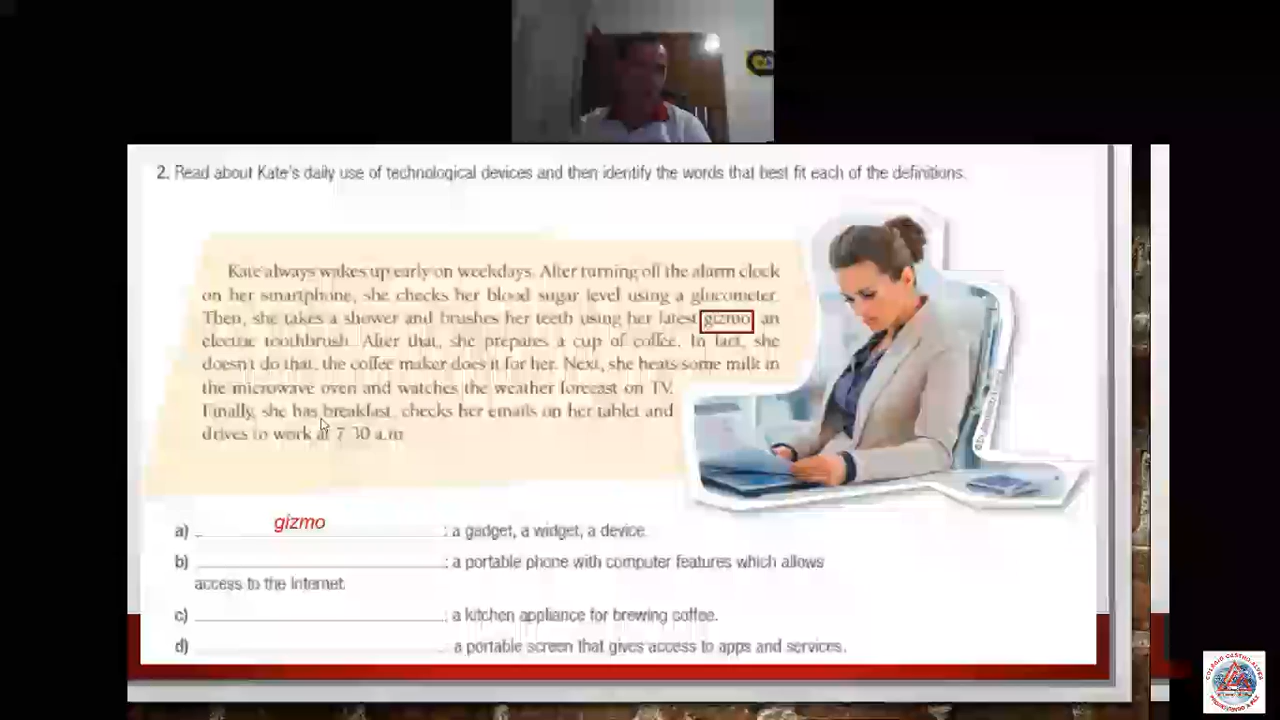 2. Read about Kate's daily use of technological devices and then identify the words that best fit each of the definitions.
Kate always wakes up early on weekdays. After turning off the alarm clock
on her smartphone, she checks her blood sugar level using a glucometer.
Then, she takes a shower and brushes her teeth using her latest gizmo an
electric toothbrush. After that, she prepares a cup of coffee. In fact, she
doesn't do that, the coffee maker does it for her. Next, she heats some milk in
the microwave oven and watches the weather forecast on TV.
Finally, she has breakfast, checks her emails on her tablet and
drives to work at 7 30 a.m
gizmo
a) : a gadget, a widget, a device.
b) : a portable phone with computer features which allows
access to the Internet.
c) : a kitchen appliance for brewing coffee.
d) : a portable screen that gives access to apps and services.
COLÉGIO CASTRO ALVES